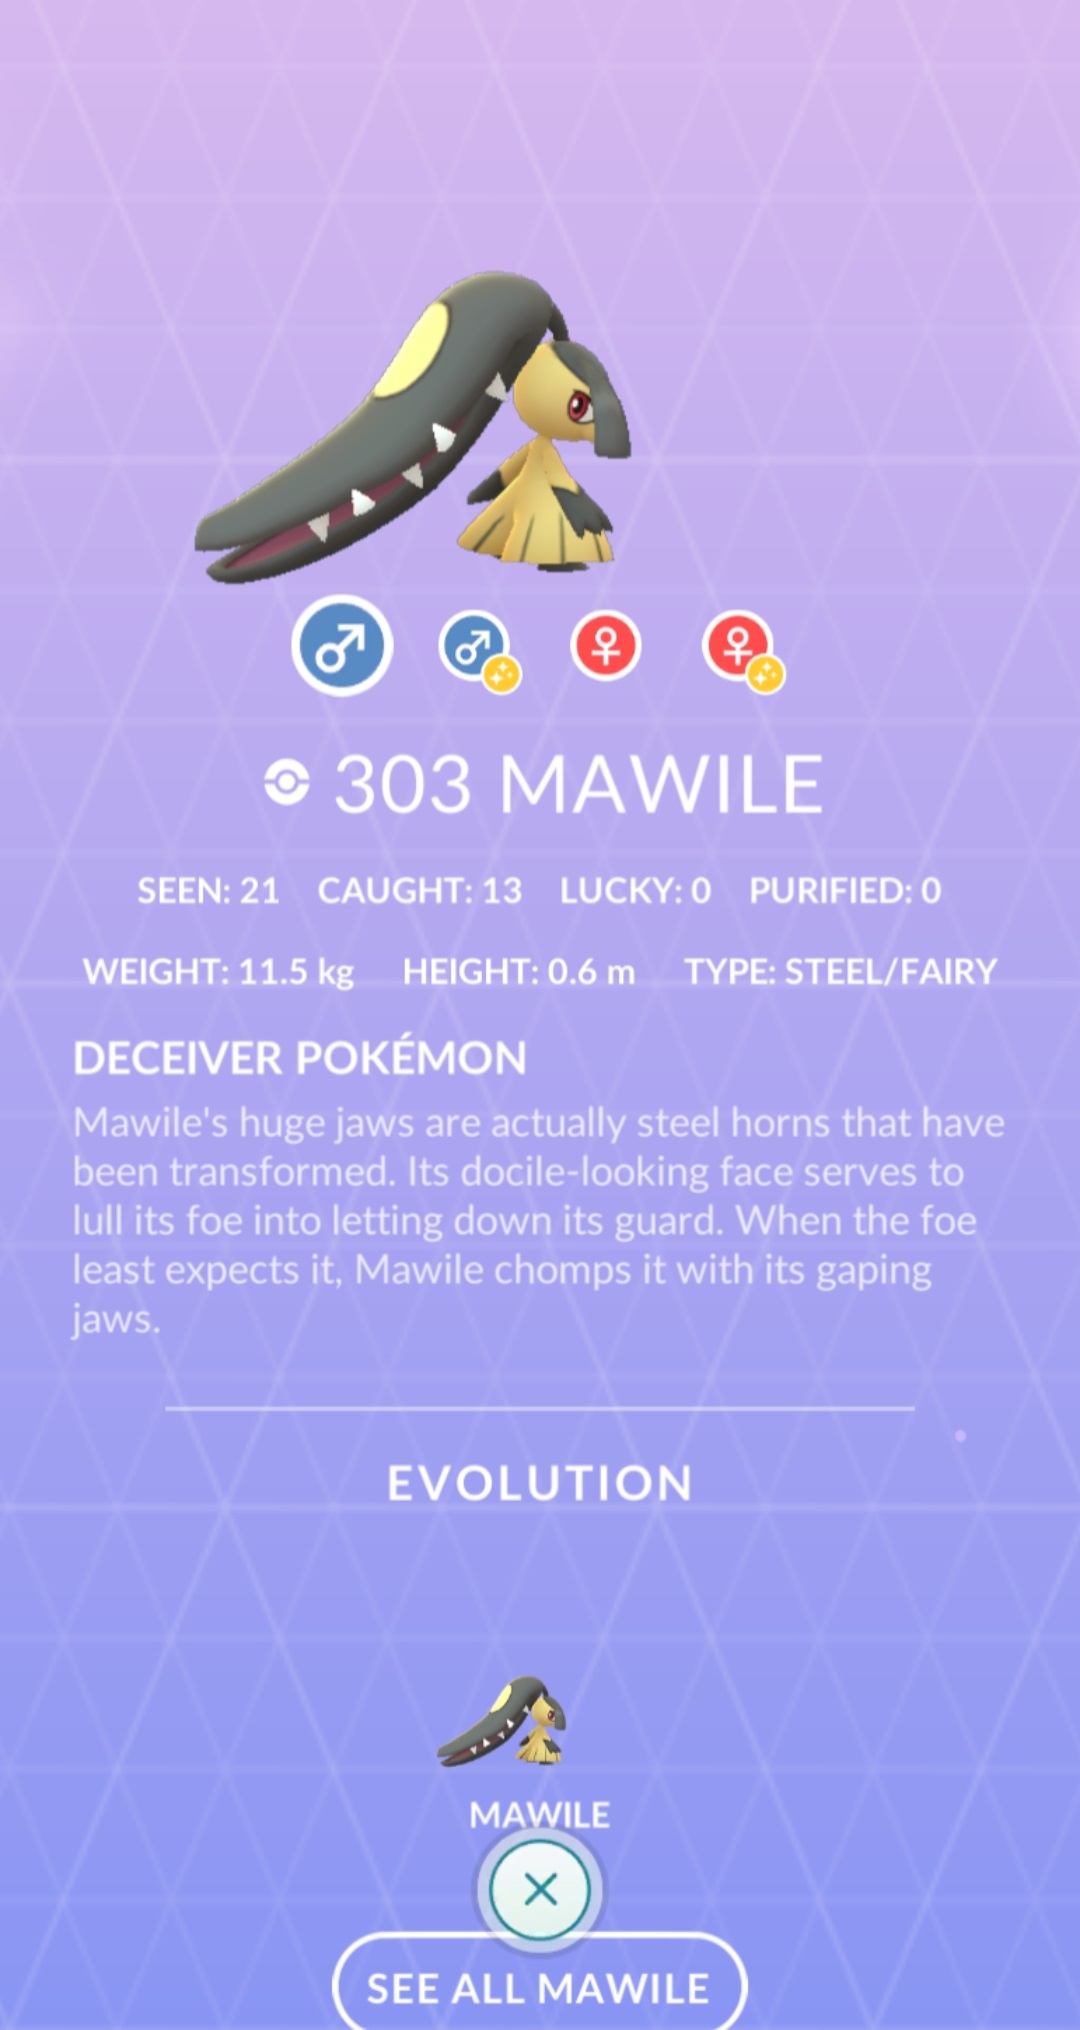 303 MAWILE
SEEN: 21 CAUGHT: 13 LUCKY: 0 PURIFIED: 0
WEIGHT: 11.5 kg HEIGHT: 0.6 m TYPE: STEEL/FAIRY
DECEIVER POKÉMON
Mawile's huge jaws are actually steel horns that have
been transformed. Its docile-looking face serves to
lull its foe into letting down its guard. When the foe
least expects it, Mawile chomps it with its gaping
jaws.
EVOLUTION
MAWILE
SEE ALL MAWILE